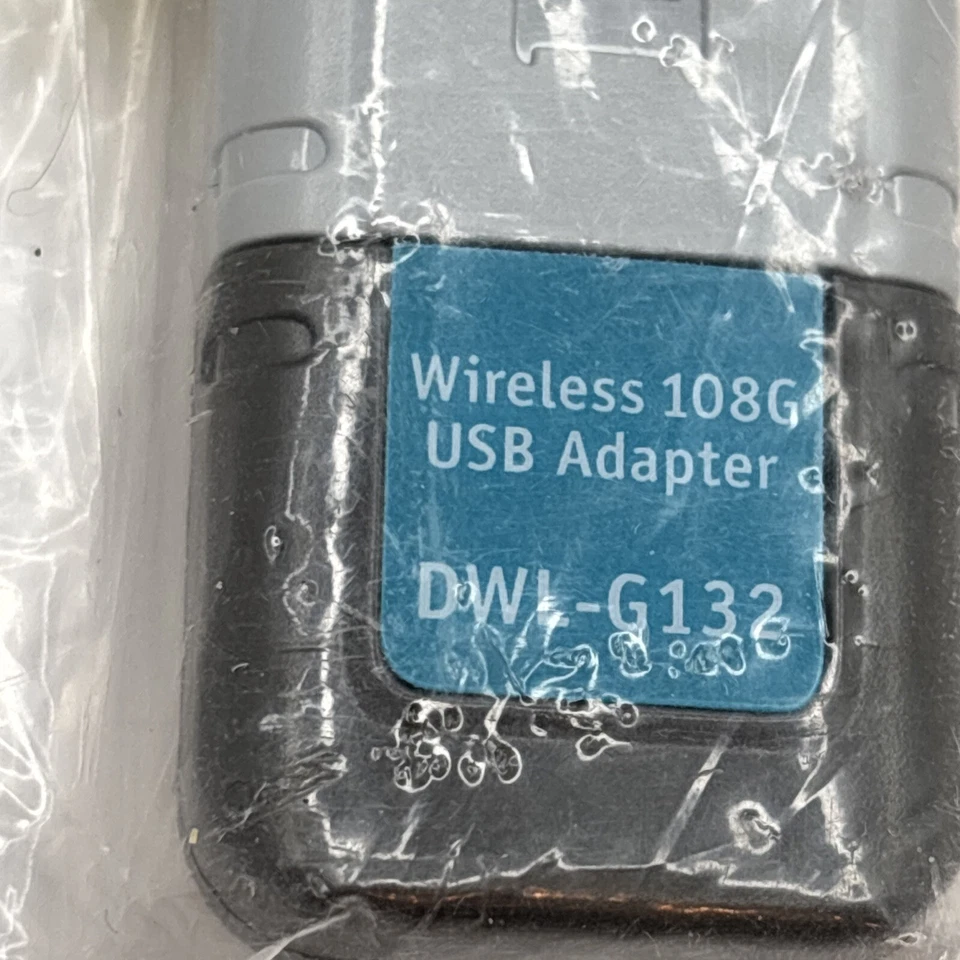 Wireless 108G
USB Adapter
DWL-G132